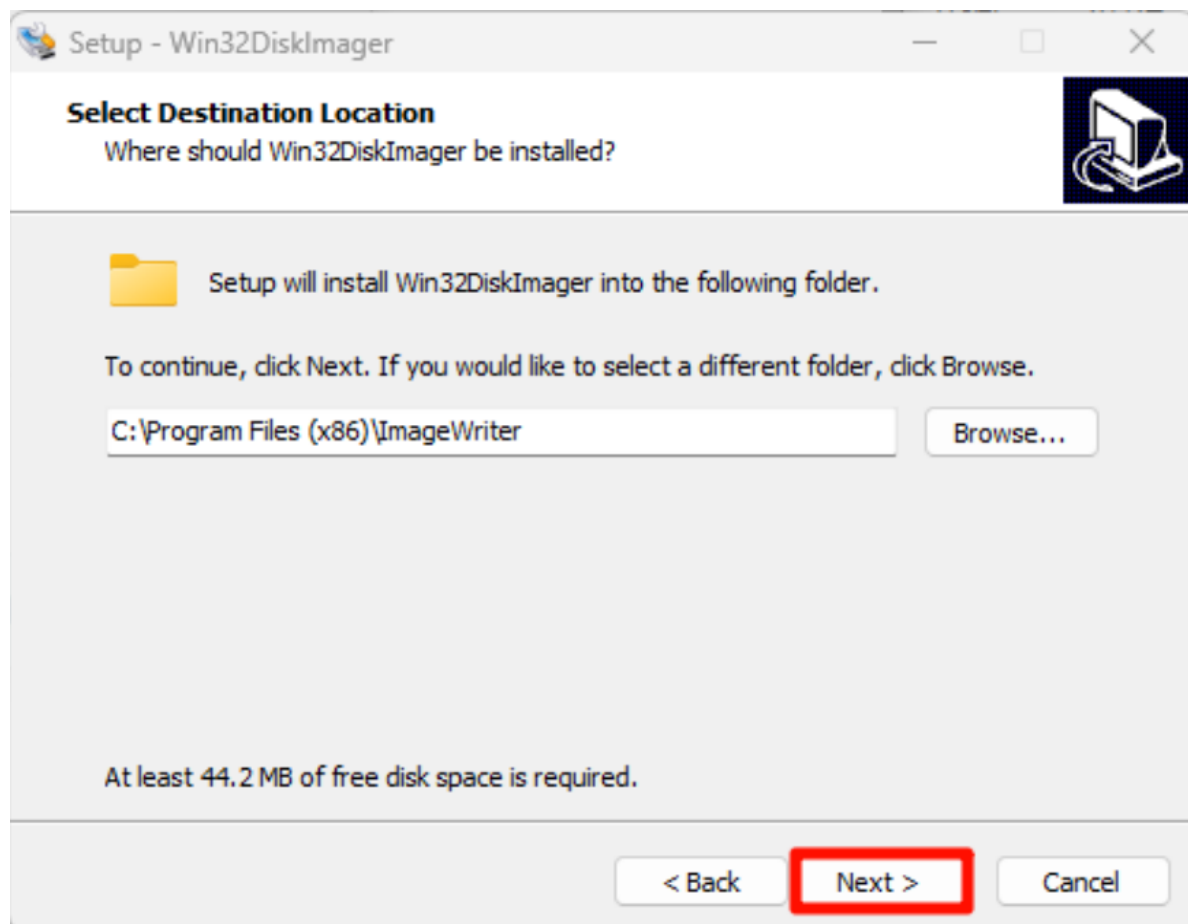 Setup - Win32DiskImager
Select Destination Location
Where should Win32DiskImager be installed?
Setup will install Win32DiskImager into the following folder.
To continue, click Next. If you would like to select a different folder, click Browse.
C:\Program Files (x86)\ImageWriter
Browse...
At least 44.2 MB of free disk space is required.
< Back
Next >
Cancel